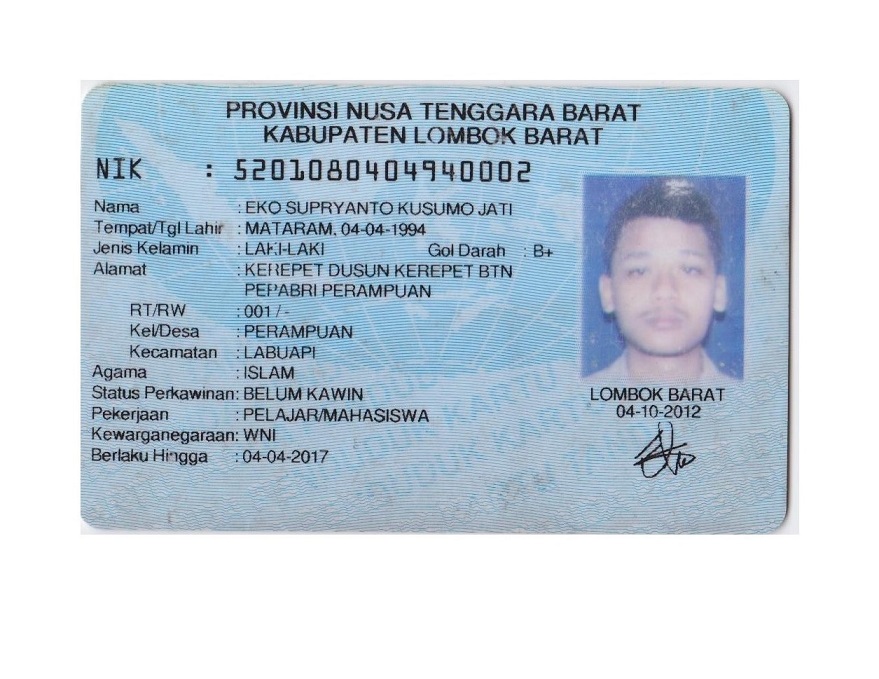 PROVINSI NUSA TENGGARA BARAT
KABUPATEN LOMBOK BARAT
NIK : 5201080404940002
Nama : EKO SUPRYANTO KUSUMO JATI
Tempat/Tgl Lahir : MATARAM, 04-04-1994
Jenis Kelamin : LAKI-LAKI Gol Darah : B+
Alamat : KEREPET DUSUN KEREPET BTN
PEPABRI PERAMPUAN
RT/RW : 001 / -
Kel/Desa : PERAMPUAN
Kecamatan : LABUAPI
Agama : ISLAM
Status Perkawinan: BELUM KAWIN
Pekerjaan : PELAJAR/MAHASISWA
Kewarganegaraan: WNI
Berlaku Hingga : 04-04-2017
LOMBOK BARAT
04-10-2012